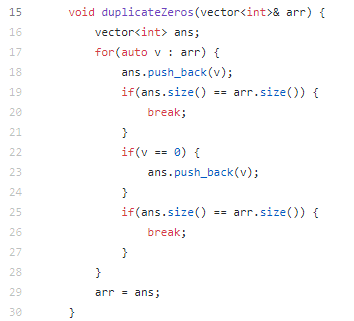 15 void duplicateZeros(vector<int>& arr) {
16 vector<int> ans;
17 for(auto v : arr) {
18 ans.push_back(v);
19 if(ans.size() == arr.size()) {
20 break;
21 }
22 if(v == 0) {
23 ans.push_back(v);
24 }
25 if(ans.size() == arr.size()) {
26 break;
27 }
28 }
29 arr = ans;
30 }